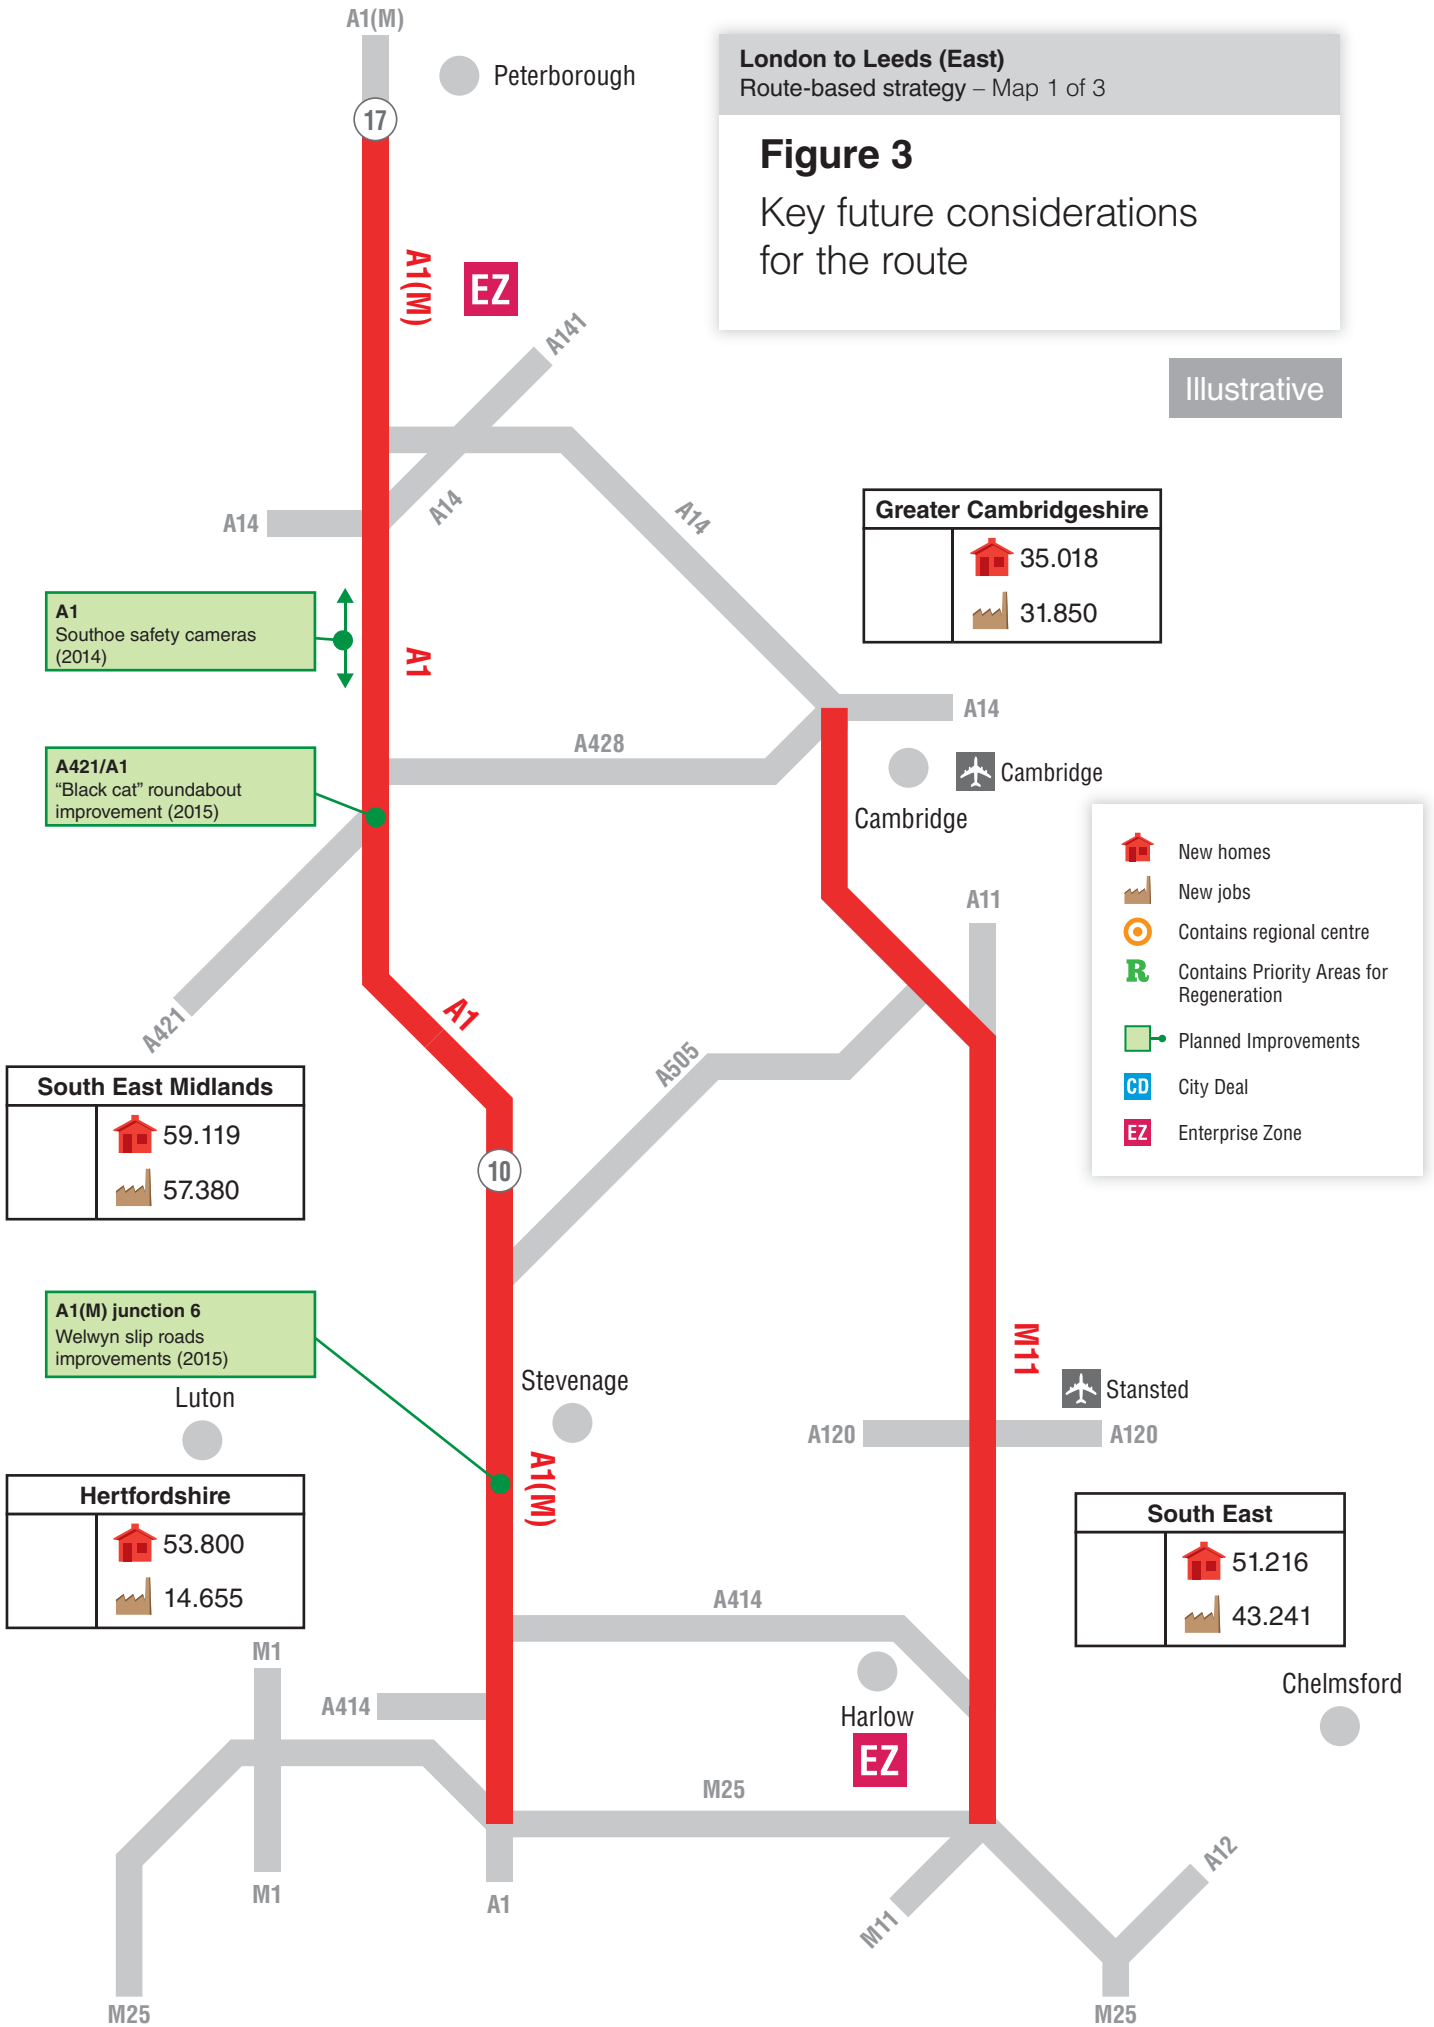 A1(M)
Peterborough
17
London to Leeds (East)
Route-based strategy – Map 1 of 3
Figure 3
Key future considerations
for the route
Illustrative
A1(M)
EZ
A141
A14
A14
A14
Greater Cambridgeshire
35.018
31.850
A1
Southoe safety cameras
(2014)
A1
A14
A428
A421/A1
“Black cat” roundabout
improvement (2015)
Cambridge
Cambridge
New homes
New jobs
Contains regional centre
R
Contains Priority Areas for
Regeneration
Planned Improvements
CD
City Deal
EZ
Enterprise Zone
A11
A421
A1
A505
South East Midlands
59.119
57.380
10
A1(M) junction 6
Welwyn slip roads
improvements (2015)
M11
Luton
Stevenage
Stansted
A120
A120
A1(M)
Hertfordshire
53.800
14.655
South East
51.216
43.241
A414
M1
A414
Harlow
EZ
Chelmsford
M25
M1
A1
M11
A12
M25
M25